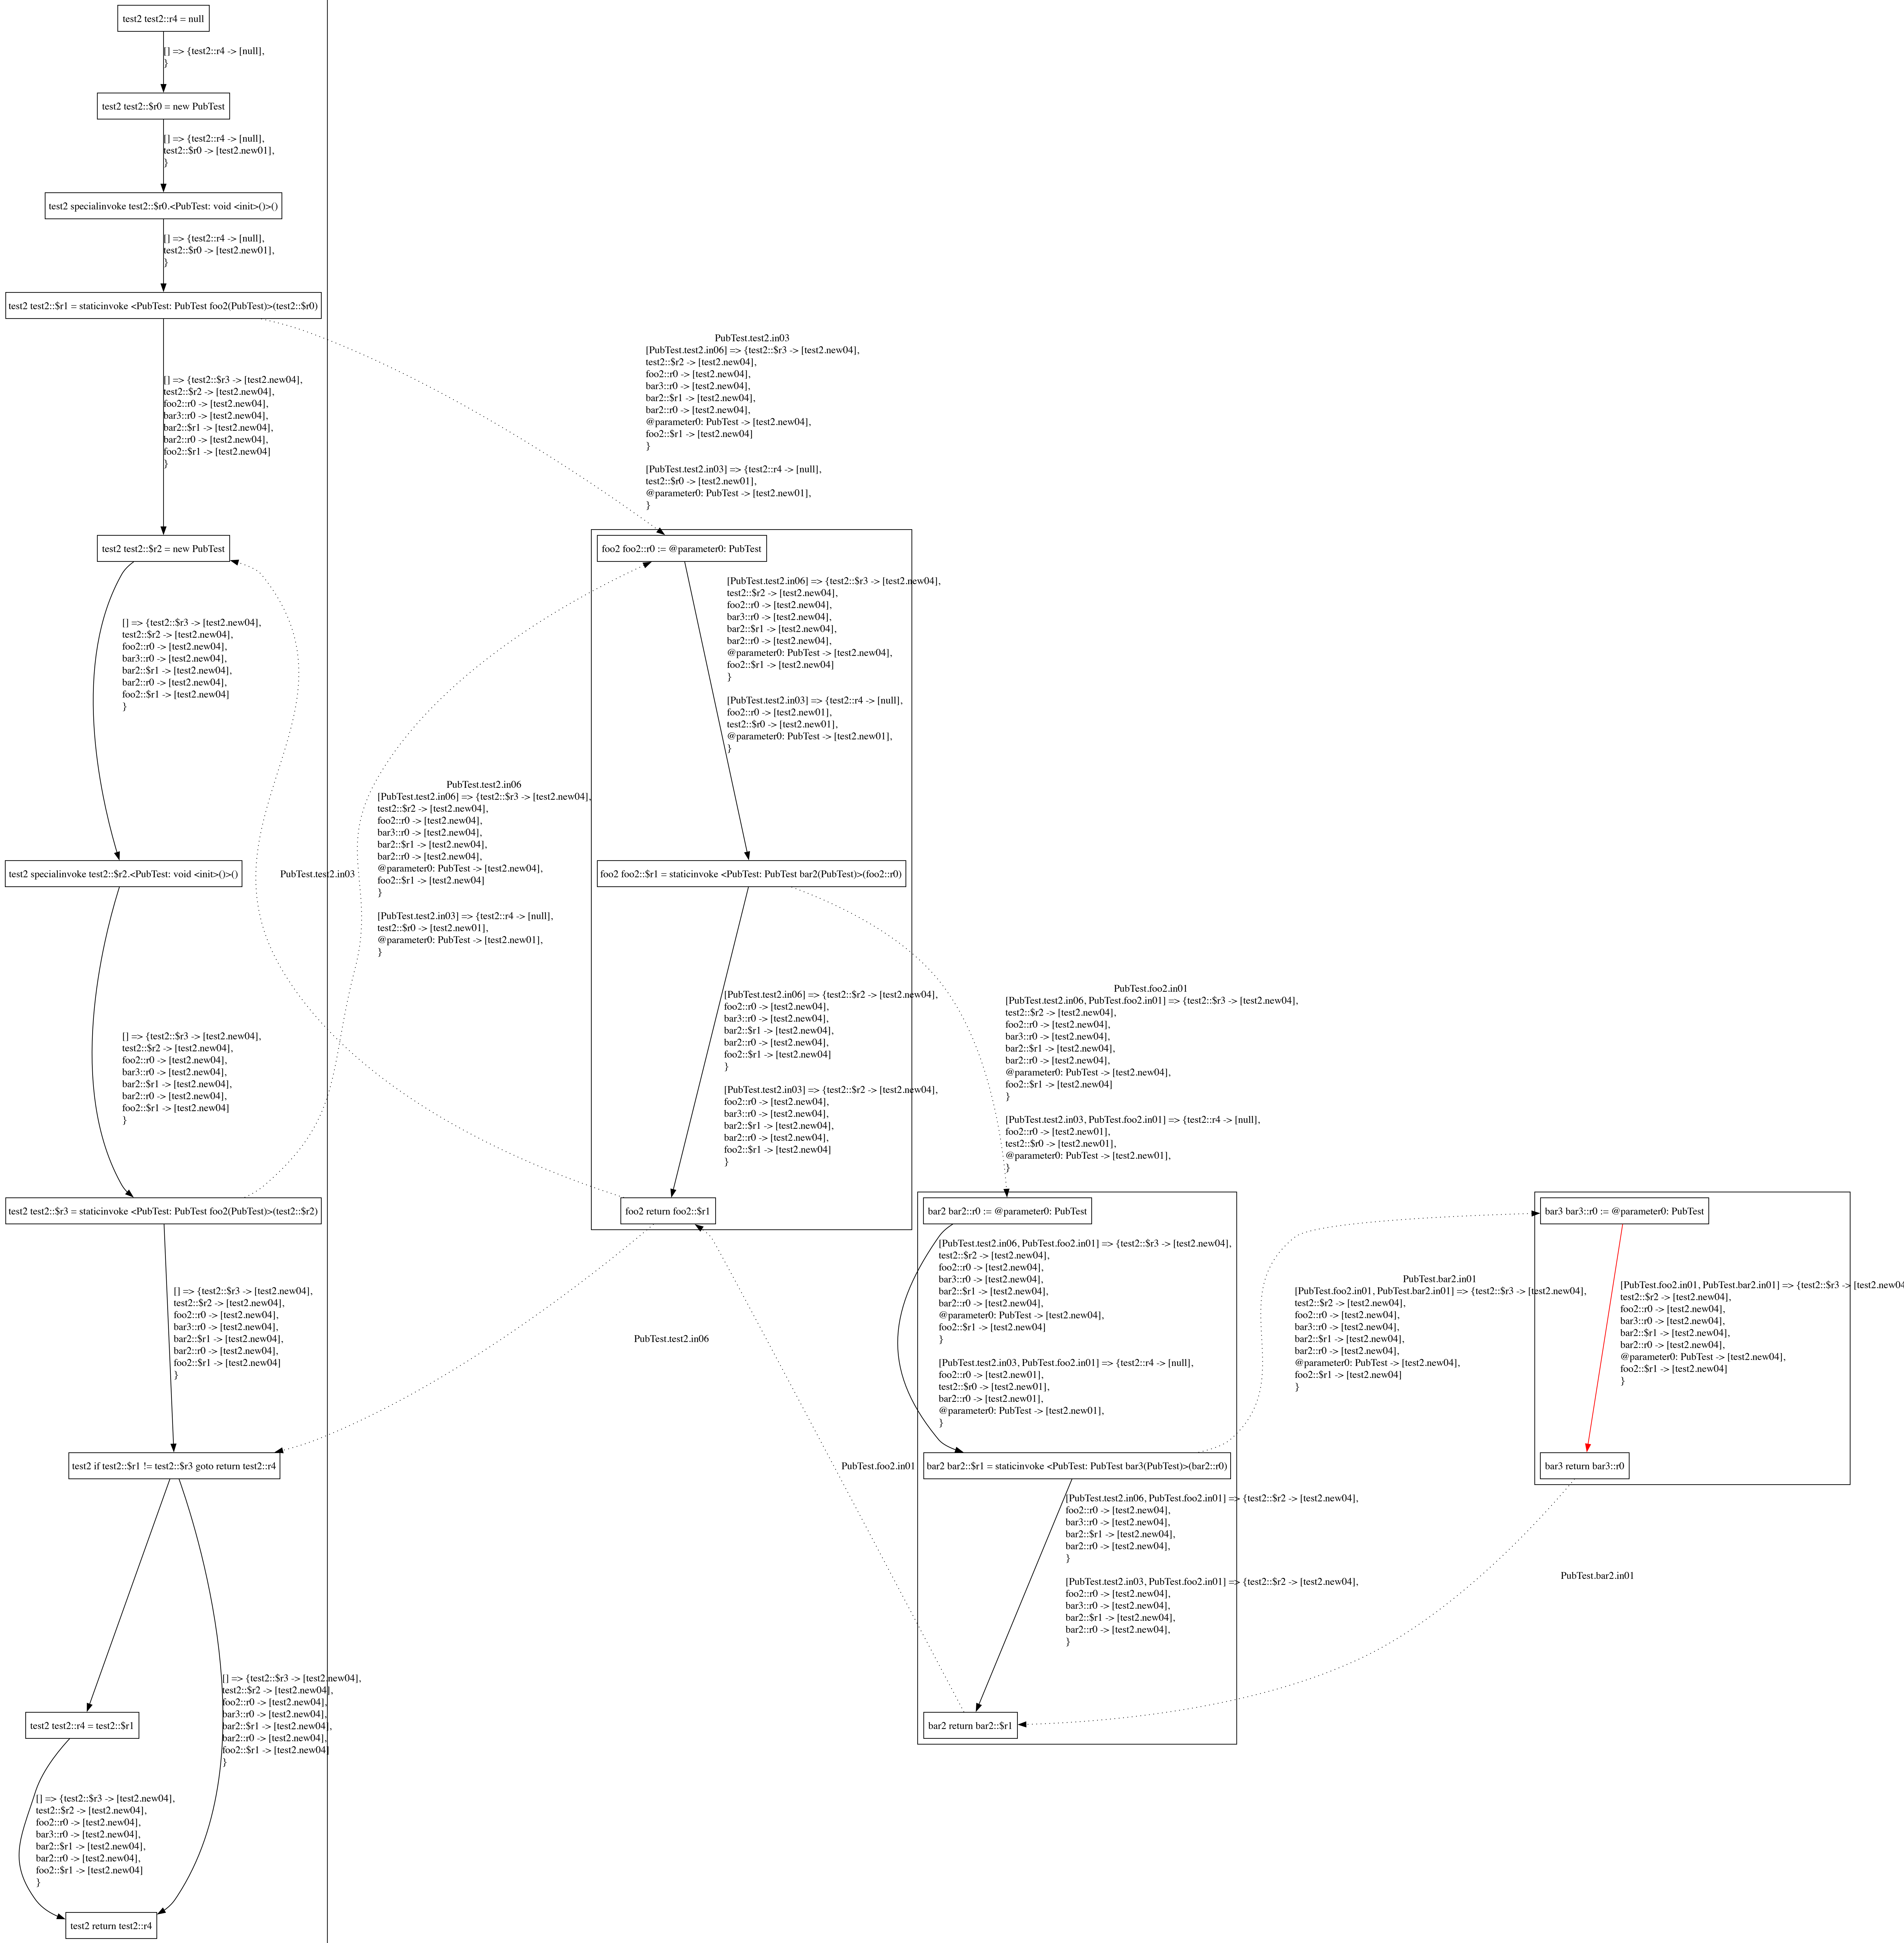 test2 test2::r4 = null
[] => {test2::r4 -> [null],
}
test2 test2::$r0 = new PubTest
[] => {test2::r4 -> [null],
test2::$r0 -> [test2.new01],
}
test2 specialinvoke test2::$r0.<PubTest: void <init>()>()
[] => {test2::r4 -> [null],
test2::$r0 -> [test2.new01],
}
test2 test2::$r1 = staticinvoke <PubTest: PubTest foo2(PubTest)>(test2::$r0)
[] => {test2::$r3 -> [test2.new04],
test2::$r2 -> [test2.new04],
foo2::r0 -> [test2.new04],
bar3::r0 -> [test2.new04],
bar2::$r1 -> [test2.new04],
bar2::r0 -> [test2.new04],
foo2::$r1 -> [test2.new04]
}
test2 test2::$r2 = new PubTest
[] => {test2::$r3 -> [test2.new04],
test2::$r2 -> [test2.new04],
foo2::r0 -> [test2.new04],
bar3::r0 -> [test2.new04],
bar2::$r1 -> [test2.new04],
bar2::r0 -> [test2.new04],
foo2::$r1 -> [test2.new04]
}
test2 specialinvoke test2::$r2.<PubTest: void <init>()>()
[] => {test2::$r3 -> [test2.new04],
test2::$r2 -> [test2.new04],
foo2::r0 -> [test2.new04],
bar3::r0 -> [test2.new04],
bar2::$r1 -> [test2.new04],
bar2::r0 -> [test2.new04],
foo2::$r1 -> [test2.new04]
}
test2 test2::$r3 = staticinvoke <PubTest: PubTest foo2(PubTest)>(test2::$r2)
[] => {test2::$r3 -> [test2.new04],
test2::$r2 -> [test2.new04],
foo2::r0 -> [test2.new04],
bar3::r0 -> [test2.new04],
bar2::$r1 -> [test2.new04],
bar2::r0 -> [test2.new04],
foo2::$r1 -> [test2.new04]
}
test2 if test2::$r1 != test2::$r3 goto return test2::r4
[] => {test2::$r3 -> [test2.new04],
test2::$r2 -> [test2.new04],
foo2::r0 -> [test2.new04],
bar3::r0 -> [test2.new04],
bar2::$r1 -> [test2.new04],
bar2::r0 -> [test2.new04],
foo2::$r1 -> [test2.new04]
}
test2 test2::r4 = test2::$r1
[] => {test2::$r3 -> [test2.new04],
test2::$r2 -> [test2.new04],
foo2::r0 -> [test2.new04],
bar3::r0 -> [test2.new04],
bar2::$r1 -> [test2.new04],
bar2::r0 -> [test2.new04],
foo2::$r1 -> [test2.new04]
}
test2 return test2::r4
PubTest.test2.in03
PubTest.test2.in06
[PubTest.test2.in06] => {test2::$r3 -> [test2.new04],
test2::$r2 -> [test2.new04],
foo2::r0 -> [test2.new04],
bar3::r0 -> [test2.new04],
bar2::$r1 -> [test2.new04],
bar2::r0 -> [test2.new04],
@parameter0: PubTest -> [test2.new04],
foo2::$r1 -> [test2.new04]
}
[PubTest.test2.in03] => {test2::r4 -> [null],
test2::$r0 -> [test2.new01],
@parameter0: PubTest -> [test2.new01],
}
PubTest.test2.in03
[PubTest.test2.in06] => {test2::$r3 -> [test2.new04],
test2::$r2 -> [test2.new04],
foo2::r0 -> [test2.new04],
bar3::r0 -> [test2.new04],
bar2::$r1 -> [test2.new04],
bar2::r0 -> [test2.new04],
@parameter0: PubTest -> [test2.new04],
foo2::$r1 -> [test2.new04]
}
[PubTest.test2.in03] => {test2::r4 -> [null],
test2::$r0 -> [test2.new01],
@parameter0: PubTest -> [test2.new01],
}
foo2 foo2::r0 := @parameter0: PubTest
[PubTest.test2.in06] => {test2::$r3 -> [test2.new04],
test2::$r2 -> [test2.new04],
foo2::r0 -> [test2.new04],
bar3::r0 -> [test2.new04],
bar2::$r1 -> [test2.new04],
bar2::r0 -> [test2.new04],
@parameter0: PubTest -> [test2.new04],
foo2::$r1 -> [test2.new04]
}
[PubTest.test2.in03] => {test2::r4 -> [null],
foo2::r0 -> [test2.new01],
test2::$r0 -> [test2.new01],
@parameter0: PubTest -> [test2.new01],
}
foo2 foo2::$r1 = staticinvoke <PubTest: PubTest bar2(PubTest)>(foo2::r0)
[PubTest.test2.in06] => {test2::$r2 -> [test2.new04],
foo2::r0 -> [test2.new04],
bar3::r0 -> [test2.new04],
bar2::$r1 -> [test2.new04],
bar2::r0 -> [test2.new04],
foo2::$r1 -> [test2.new04]
}
[PubTest.test2.in03] => {test2::$r2 -> [test2.new04],
foo2::r0 -> [test2.new04],
bar3::r0 -> [test2.new04],
bar2::$r1 -> [test2.new04],
bar2::r0 -> [test2.new04],
foo2::$r1 -> [test2.new04]
}
foo2 return foo2::$r1
PubTest.test2.in06
PubTest.foo2.in01
[PubTest.test2.in06, PubTest.foo2.in01] => {test2::$r3 -> [test2.new04],
test2::$r2 -> [test2.new04],
foo2::r0 -> [test2.new04],
bar3::r0 -> [test2.new04],
bar2::$r1 -> [test2.new04],
bar2::r0 -> [test2.new04],
@parameter0: PubTest -> [test2.new04],
foo2::$r1 -> [test2.new04]
}
[PubTest.test2.in03, PubTest.foo2.in01] => {test2::r4 -> [null],
foo2::r0 -> [test2.new01],
test2::$r0 -> [test2.new01],
@parameter0: PubTest -> [test2.new01],
}
bar2 bar2::r0 := @parameter0: PubTest
[PubTest.test2.in06, PubTest.foo2.in01] => {test2::$r3 -> [test2.new04],
test2::$r2 -> [test2.new04],
foo2::r0 -> [test2.new04],
bar3::r0 -> [test2.new04],
bar2::$r1 -> [test2.new04],
bar2::r0 -> [test2.new04],
@parameter0: PubTest -> [test2.new04],
foo2::$r1 -> [test2.new04]
}
[PubTest.test2.in03, PubTest.foo2.in01] => {test2::r4 -> [null],
foo2::r0 -> [test2.new01],
test2::$r0 -> [test2.new01],
bar2::r0 -> [test2.new01],
@parameter0: PubTest -> [test2.new01],
}
bar2 bar2::$r1 = staticinvoke <PubTest: PubTest bar3(PubTest)>(bar2::r0)
PubTest.foo2.in01
[PubTest.test2.in06, PubTest.foo2.in01] => {test2::$r2 -> [test2.new04],
foo2::r0 -> [test2.new04],
bar3::r0 -> [test2.new04],
bar2::$r1 -> [test2.new04],
bar2::r0 -> [test2.new04],
}
[PubTest.test2.in03, PubTest.foo2.in01] => {test2::$r2 -> [test2.new04],
foo2::r0 -> [test2.new04],
bar3::r0 -> [test2.new04],
bar2::$r1 -> [test2.new04],
bar2::r0 -> [test2.new04],
}
bar2 return bar2::$r1
PubTest.bar2.in01
[PubTest.foo2.in01, PubTest.bar2.in01] => {test2::$r3 -> [test2.new04],
test2::$r2 -> [test2.new04],
foo2::r0 -> [test2.new04],
bar3::r0 -> [test2.new04],
bar2::$r1 -> [test2.new04],
bar2::r0 -> [test2.new04],
@parameter0: PubTest -> [test2.new04],
foo2::$r1 -> [test2.new04]
}
bar3 bar3::r0 := @parameter0: PubTest
[PubTest.foo2.in01, PubTest.bar2.in01] => {test2::$r3 -> [test2.new04
test2::$r2 -> [test2.new04],
foo2::r0 -> [test2.new04],
bar3::r0 -> [test2.new04],
bar2::$r1 -> [test2.new04],
bar2::r0 -> [test2.new04],
@parameter0: PubTest -> [test2.new04],
foo2::$r1 -> [test2.new04]
}
bar3 return bar3::r0
PubTest.bar2.in01